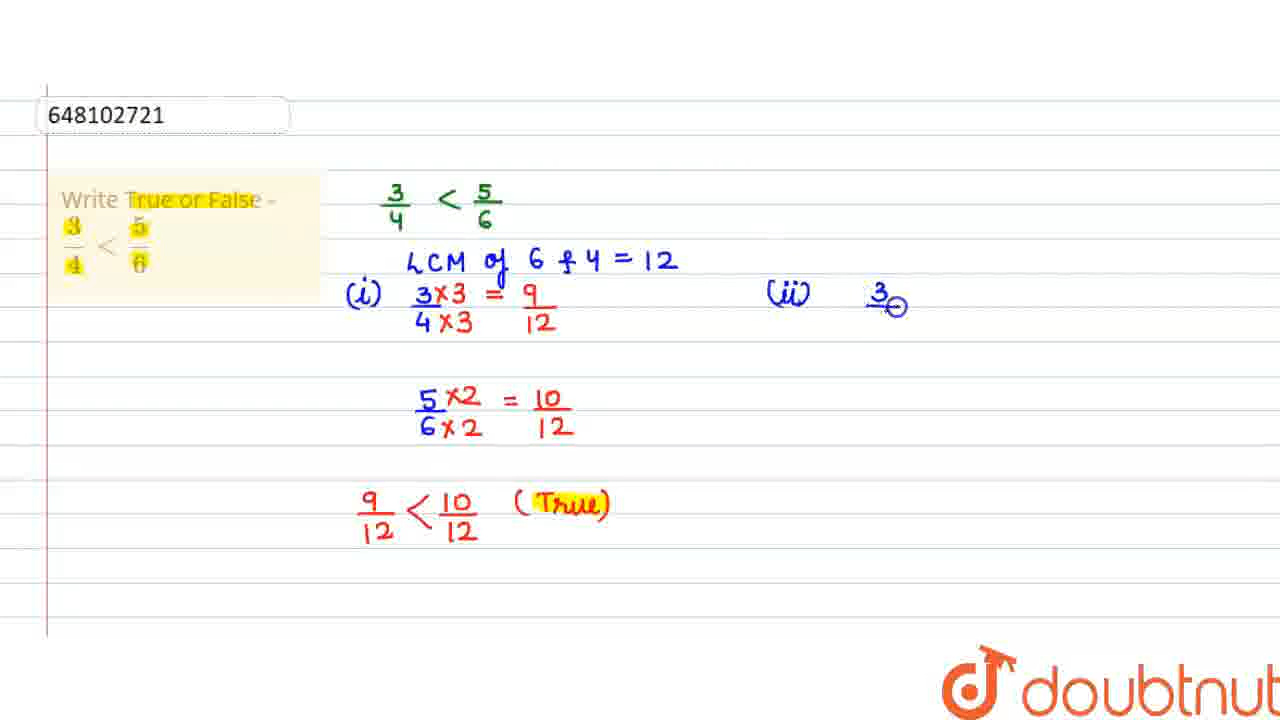 648102721
Write True or False -
3/4 < 5/6
3/4 < 5/6
LCM of 6 & 4 = 12
(i) 3×3/4×3 = 9/12
(ii) 3
5×2/6×2 = 10/12
9/12 < 10/12 (True)
doubtnut